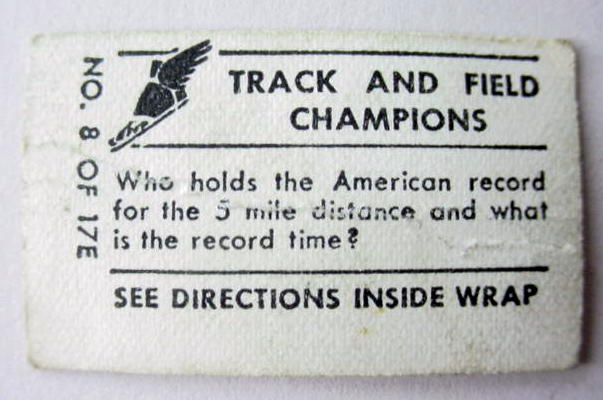 NO. 8 OF 17E
TRACK AND FIELD
CHAMPIONS
Who holds the American record
for the 5 mile distance and what
is the record time?
SEE DIRECTIONS INSIDE WRAP